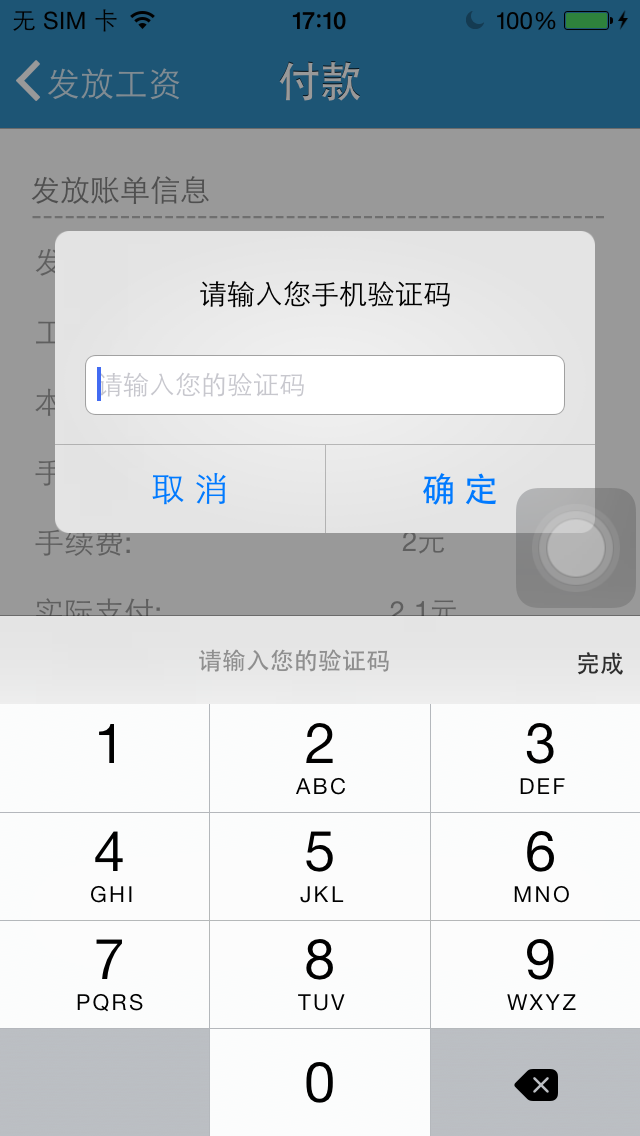 无 SIM 卡 17:10 100%
发放工资 付款
发放账单信息
发
请输入您手机验证码
工
请输入您的验证码
本
手
取 消 确 定
手续费: 2元
实际支付: 2.1元
请输入您的验证码 完成
1 2 3
ABC DEF
4 5 6
GHI JKL MNO
7 8 9
PQRS TUV WXYZ
0